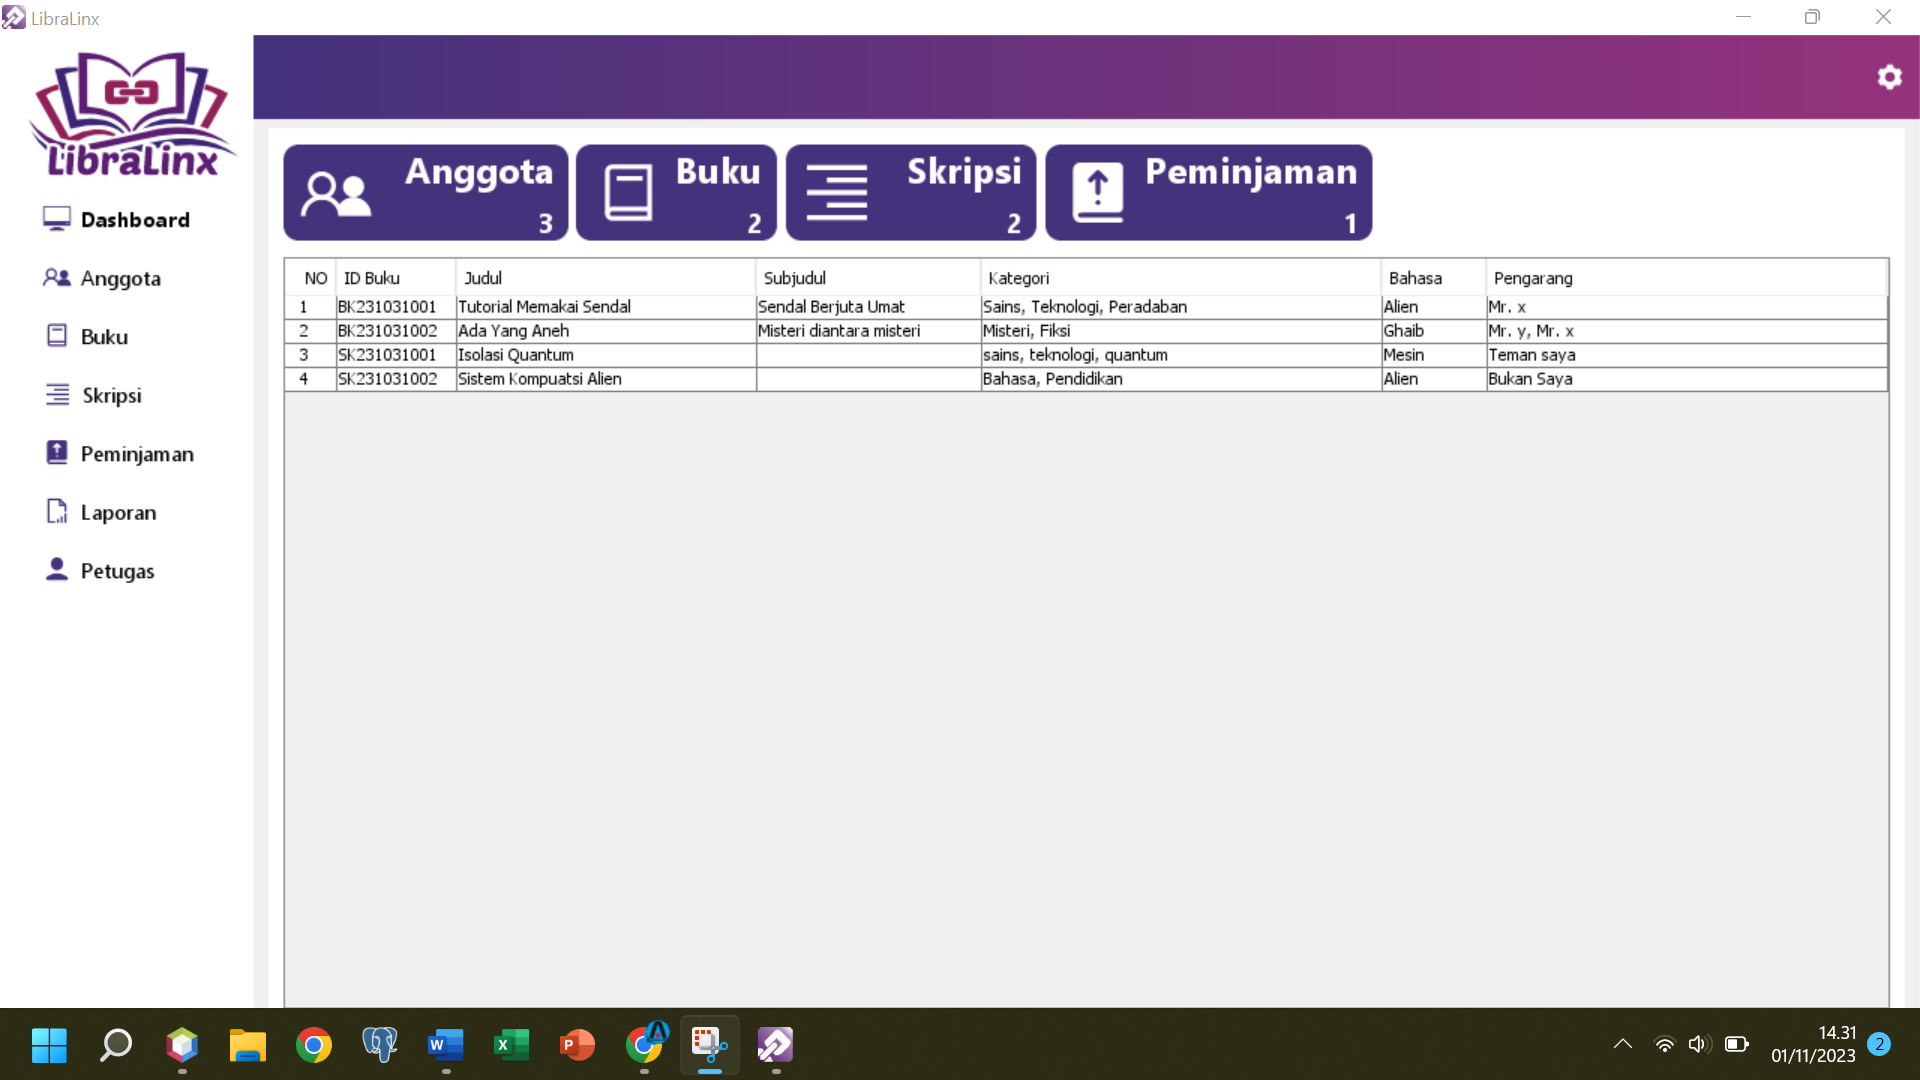 LibraLinx
LibraLinx
Dashboard
Anggota
Buku
Skripsi
Peminjaman
Laporan
Petugas
Anggota
3
Buku
2
Skripsi
2
Peminjaman
1
NO ID Buku Judul Subjudul Kategori Bahasa Pengarang
1 BK231031001 Tutorial Memakai Sendal Sendal Berjuta Umat Sains, Teknologi, Peradaban Alien Mr. x
2 BK231031002 Ada Yang Aneh Misteri diantara misteri Misteri, Fiksi Ghaib Mr. y, Mr. x
3 SK231031001 Isolasi Quantum sains, teknologi, quantum Mesin Teman saya
4 SK231031002 Sistem Kompuatsi Alien Bahasa, Pendidikan Alien Bukan Saya
14.31
01/11/2023
2